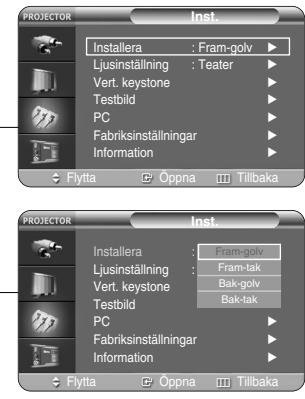 PROJECTOR Inst.
Installera : Fram-golv
Ljusinställning : Teater
Vert. keystone
Testbild
PC
Fabriksinställningar
Information
Flytta Öppna Tillbaka
PROJECTOR Inst.
Installera : Fram-golv
Ljusinställning : Fram-tak
Vert. keystone Bak-golv
Testbild Bak-tak
PC
Fabriksinställningar
Information
Flytta Öppna Tillbaka